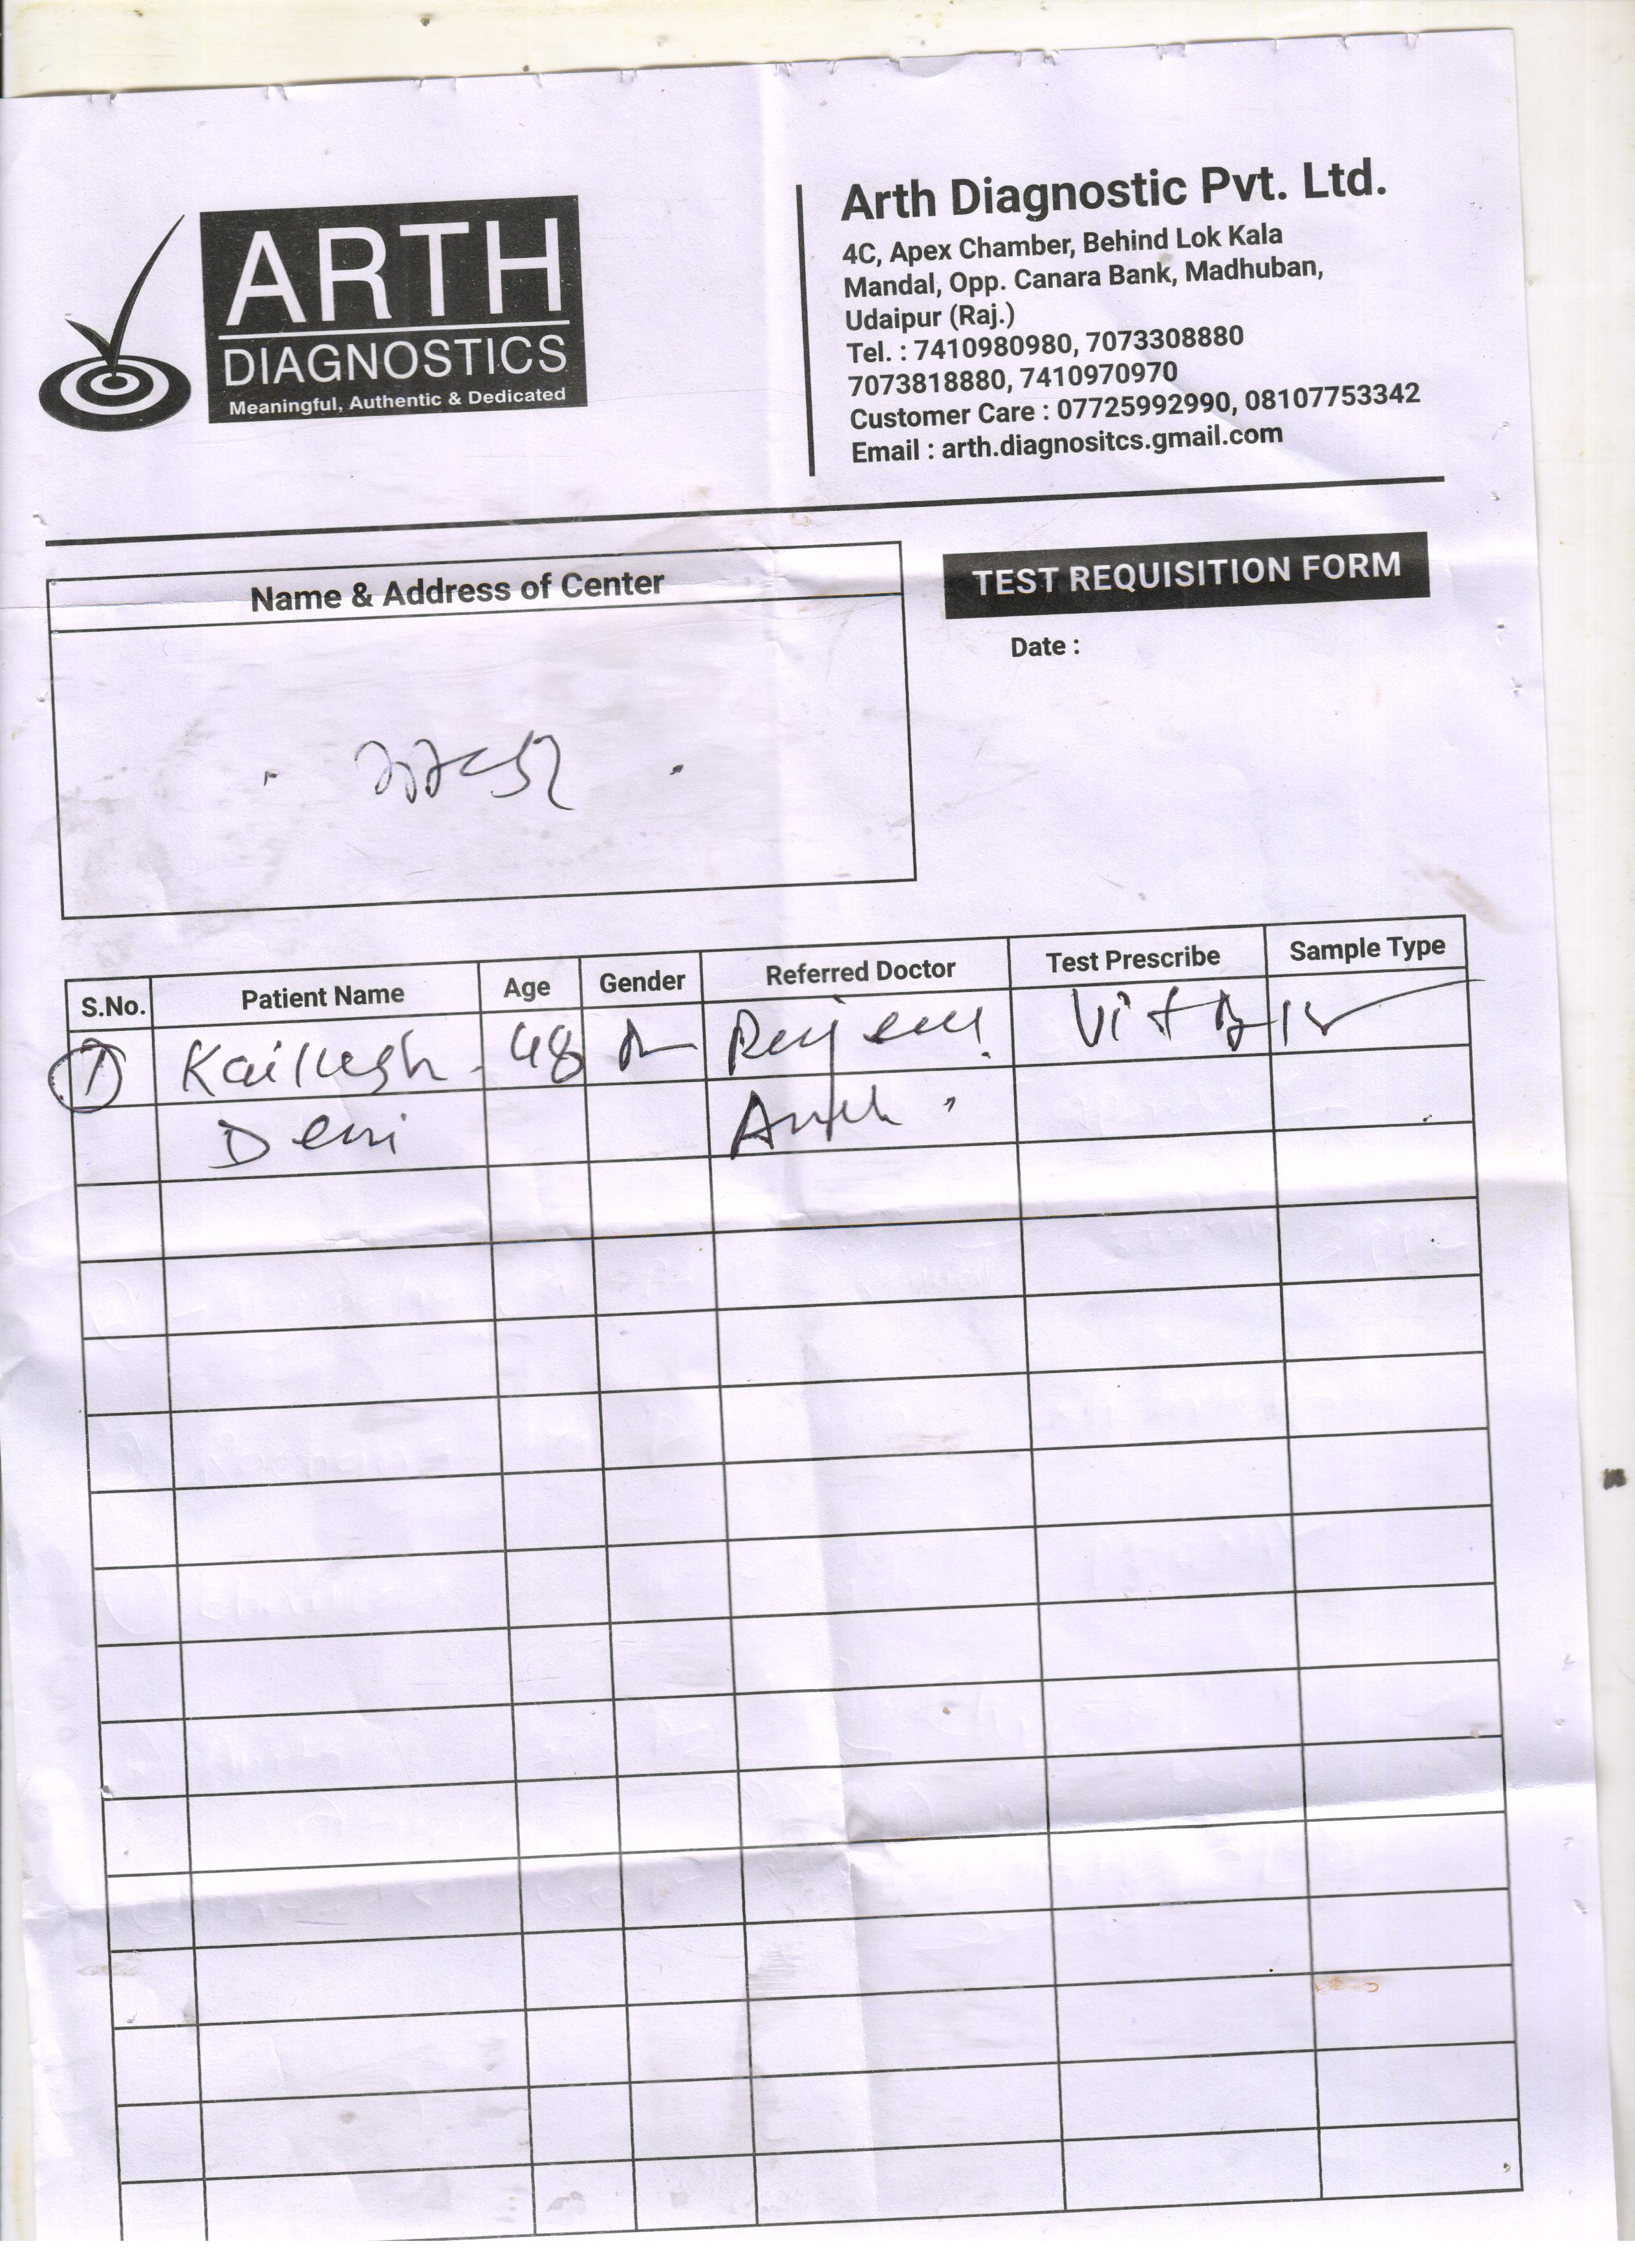 ARTH
DIAGNOSTICS
Meaningful, Authentic & Dedicated
Arth Diagnostic Pvt. Ltd.
4C, Apex Chamber, Behind Lok Kala
Mandal, Opp. Canara Bank, Madhuban,
Udaipur (Raj.)
Tel. : 7410980980, 7073308880
7073818880, 7410970970
Customer Care : 07725992990, 08107753342
Email : arth.diagnositcs.gmail.com
Name & Address of Center
TEST REQUISITION FORM
Date :
S.No. Patient Name Age Gender Referred Doctor Test Prescribe Sample Type
1 Kailash 48 Vit B12
Devi